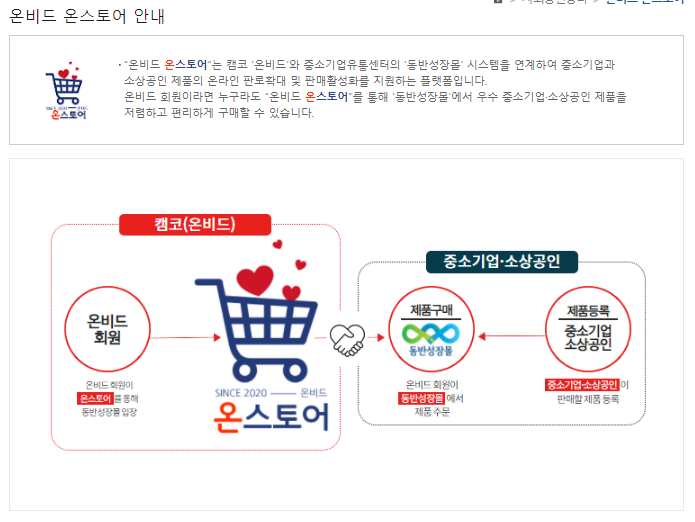 온비드 온스토어 안내
SINCE 2020 온비드
온스토어
· "온비드 온스토어"는 캠코 '온비드'와 중소기업유통센터의 '동반성장몰' 시스템을 연계하여 중소기업과
소상공인 제품의 온라인 판로확대 및 판매활성화를 지원하는 플랫폼입니다.
온비드 회원이라면 누구라도 "온비드 온스토어"를 통해 '동반성장몰'에서 우수 중소기업·소상공인 제품을
저렴하고 편리하게 구매할 수 있습니다.
캠코(온비드)
온비드
회원
온비드 회원이
온스토어 를 통해
동반성장몰 입장
SINCE 2020 —— 온비드
온스토어
중소기업·소상공인
제품구매
동반성장몰
온비드 회원이
동반성장몰 에서
제품 주문
제품등록
중소기업
소상공인
중소기업·소상공인 이
판매할 제품 등록